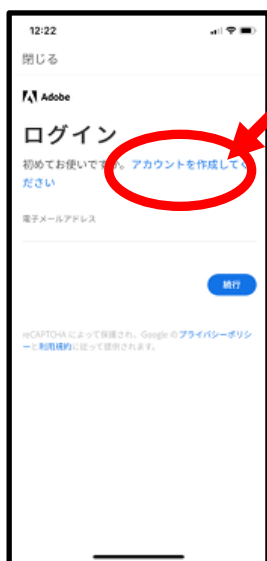 12:22
閉じる
Adobe
ログイン
初めてお使いですか。アカウントを作成してく
ださい
電子メールアドレス
続行
reCAPTCHA によって保護され、Google のプライバシーポリシ
ーと利用規約に従って提供されます。